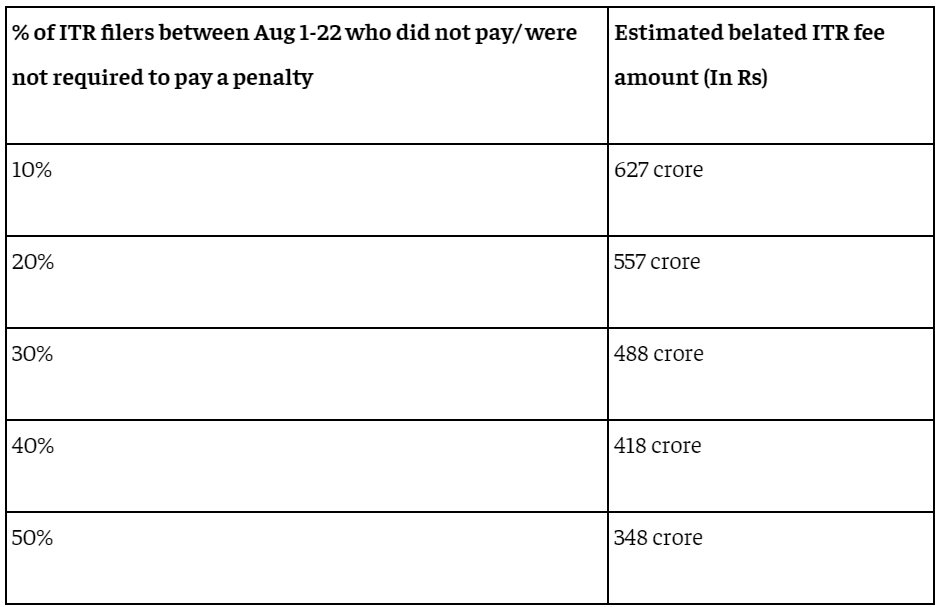 % of ITR filers between Aug 1-22 who did not pay/ were
not required to pay a penalty
Estimated belated ITR fee
amount (In Rs)
10%
627 crore
20%
557 crore
30%
488 crore
40%
418 crore
50%
348 crore